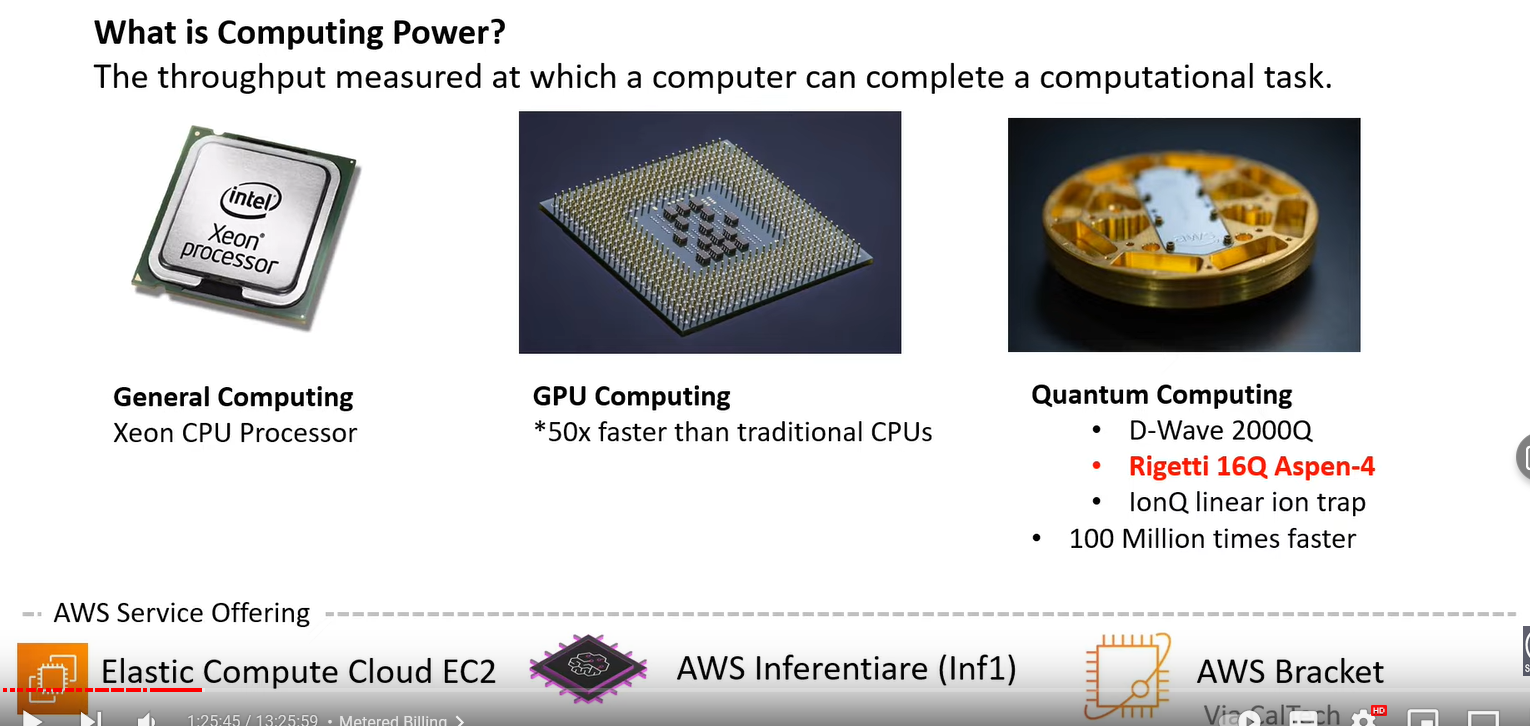 What is Computing Power?
The throughput measured at which a computer can complete a computational task.
intel
Xeon®
processor
aws
General Computing
Xeon CPU Processor
GPU Computing
*50x faster than traditional CPUs
Quantum Computing
• D-Wave 2000Q
• Rigetti 16Q Aspen-4
• IonQ linear ion trap
• 100 Million times faster
AWS Service Offering
Elastic Compute Cloud EC2
AWS Inferentiare (Inf1)
AWS Bracket
Via CalTech
1:25:45 / 13:25:59 • Metered Billing
HD